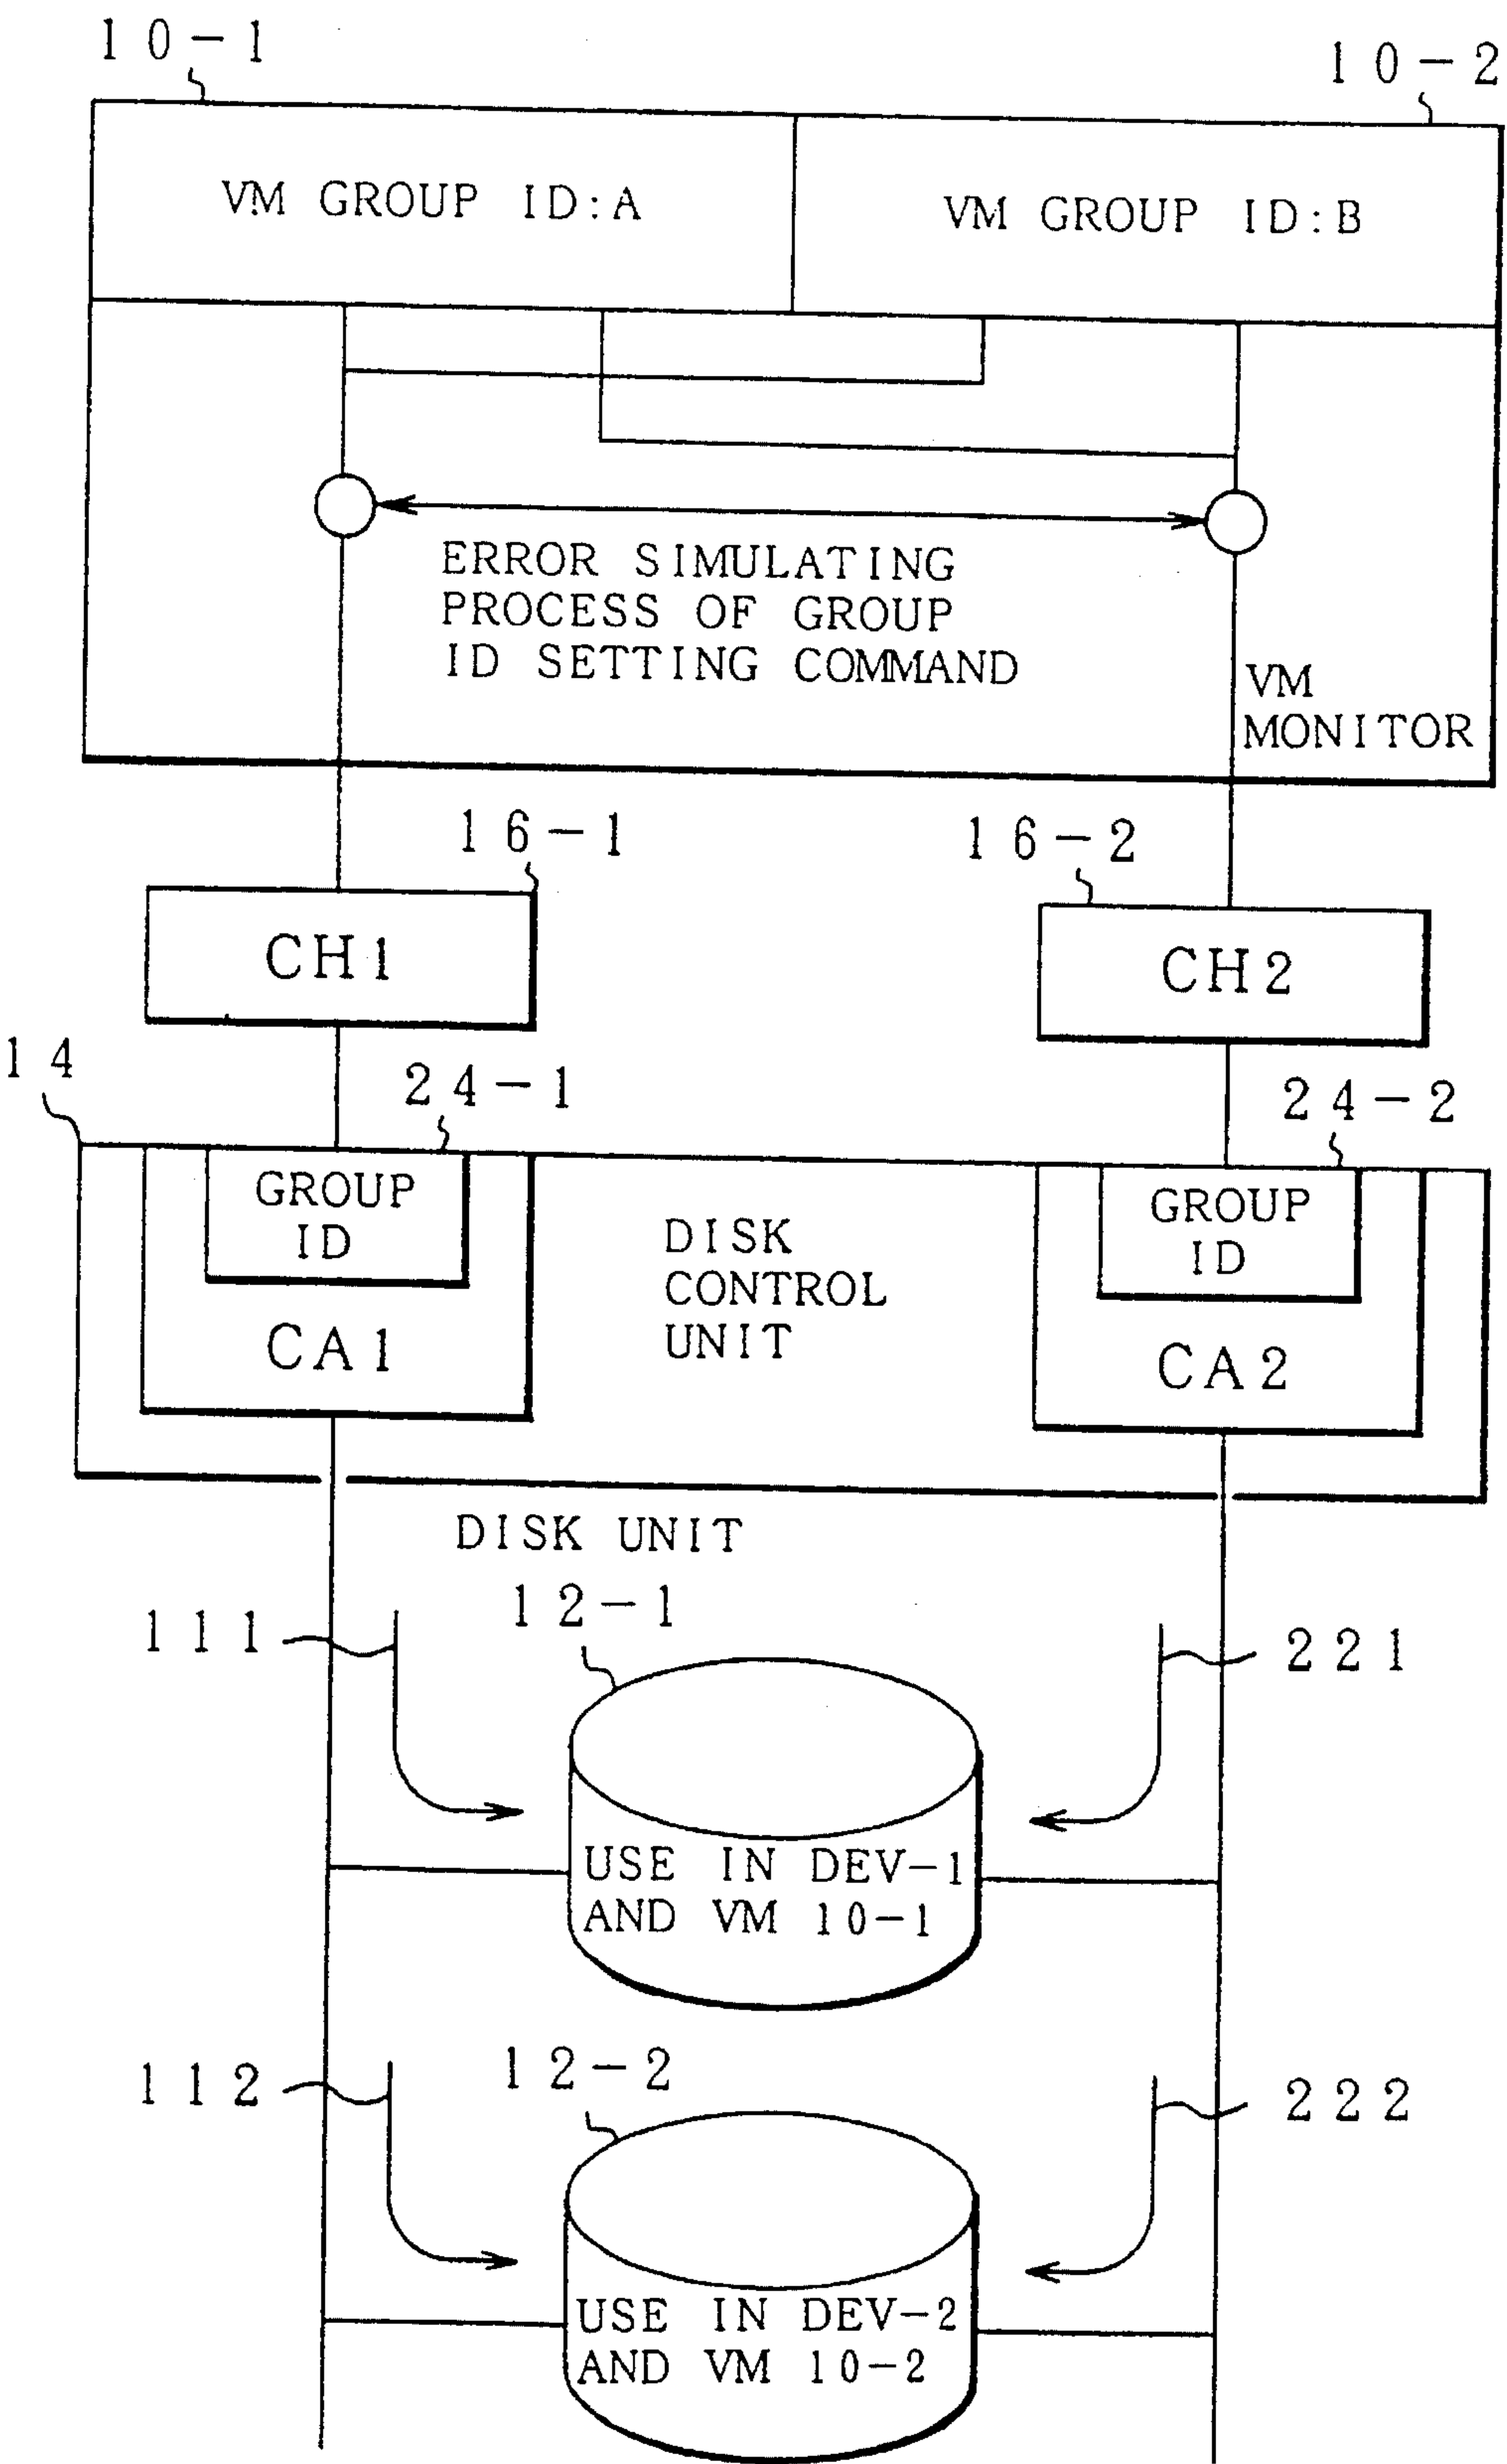 10-1
10-2
VM GROUP ID:A
VM GROUP ID:B
ERROR SIMULATING
PROCESS OF GROUP
ID SETTING COMMAND
VM
MONITOR
16-1
16-2
CH1
CH2
14
24-1
24-2
GROUP
ID
GROUP
ID
DISK
CONTROL
UNIT
CA1
CA2
DISK UNIT
12-1
111
221
USE IN DEV-1
AND VM 10-1
112
12-2
222
USE IN DEV-2
AND VM 10-2